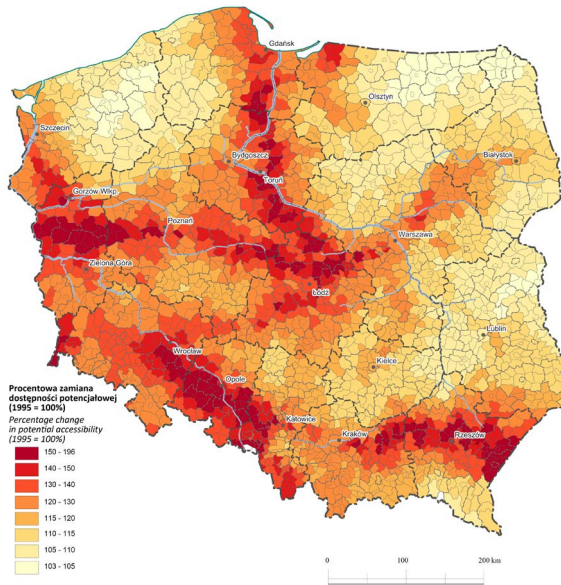 Gdańsk
Olsztyn
Szczecin
Białystok
Bydgoszcz
Toruń
Gorzów Wlkp
Poznań
Warszawa
Zielona Góra
Łódź
Lublin
Wrocław
Kielce
Opole
Katowice
Kraków
Rzeszów
Procentowa zamiana
dostępności potencjałowej
(1995 = 100%)
Percentage change
in potential accessibility
(1995 = 100%)
150 - 196
140 - 150
130 - 140
120 - 130
115 - 120
110 - 115
105 - 110
103 - 105
0 100 200 km